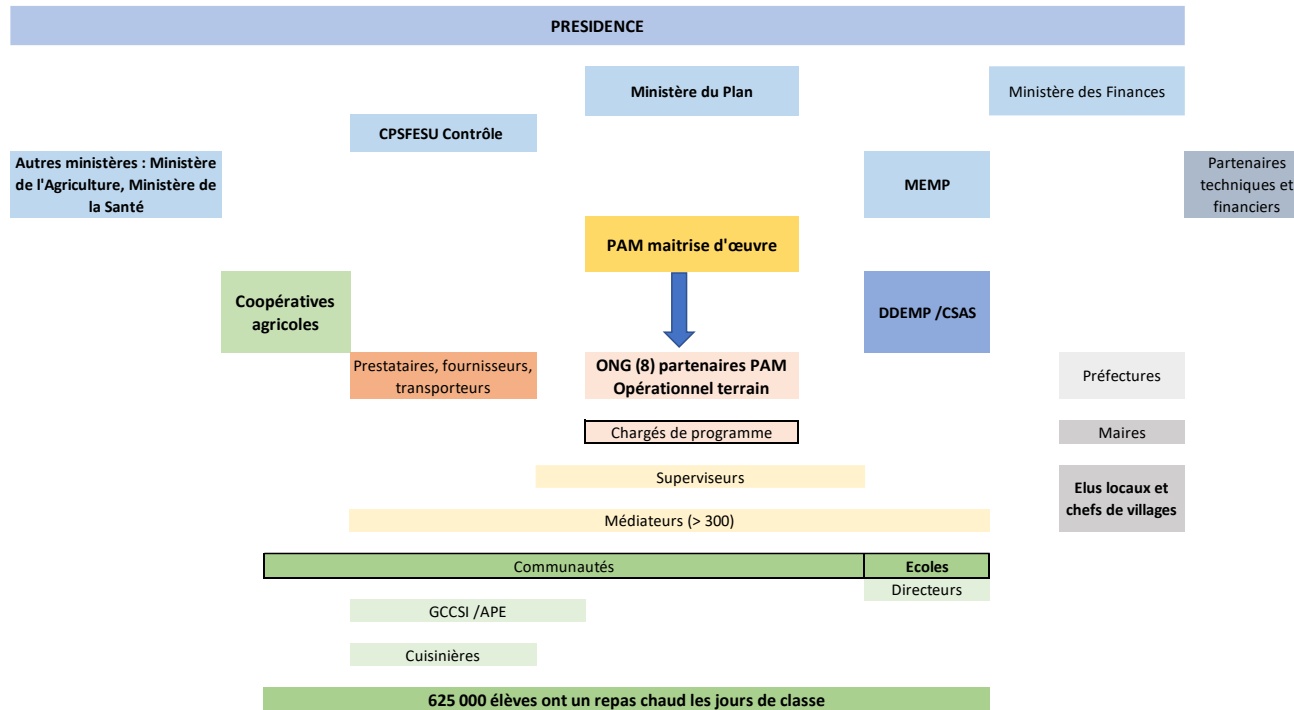 PRESIDENCE
Ministère du Plan
Ministère des Finances
CPSFESU Contrôle
Autres ministères : Ministère
de l'Agriculture, Ministère de
la Santé
MEMP
Partenaires
techniques et
financiers
PAM maitrise d'œuvre
Coopératives
agricoles
DDEMP /CSAS
Prestataires, fournisseurs,
transporteurs
ONG (8) partenaires PAM
Opérationnel terrain
Préfectures
Chargés de programme
Maires
Superviseurs
Elus locaux et
chefs de villages
Médiateurs (> 300)
Communautés
Ecoles
Directeurs
GCCSI /APE
Cuisinières
625 000 élèves ont un repas chaud les jours de classe